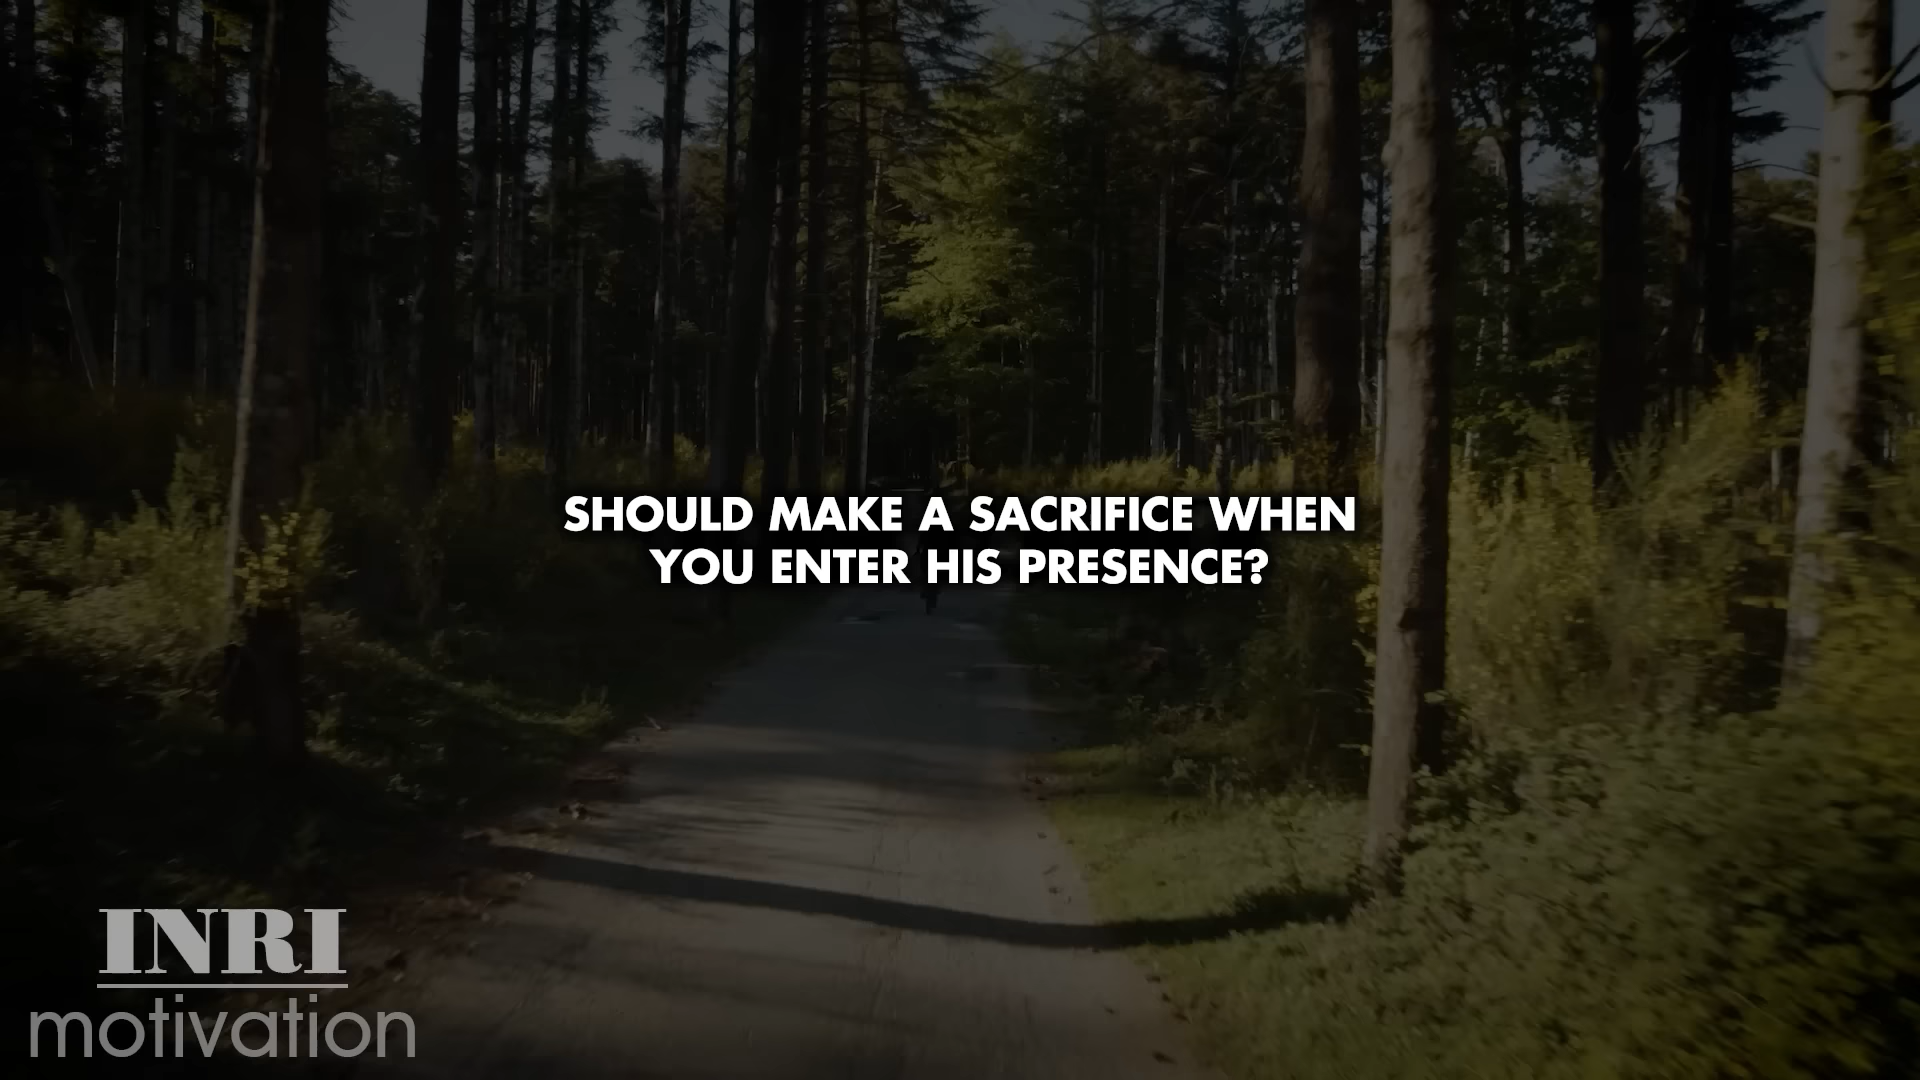 SHOULD MAKE A SACRIFICE WHEN
YOU ENTER HIS PRESENCE?
INRI
motivation